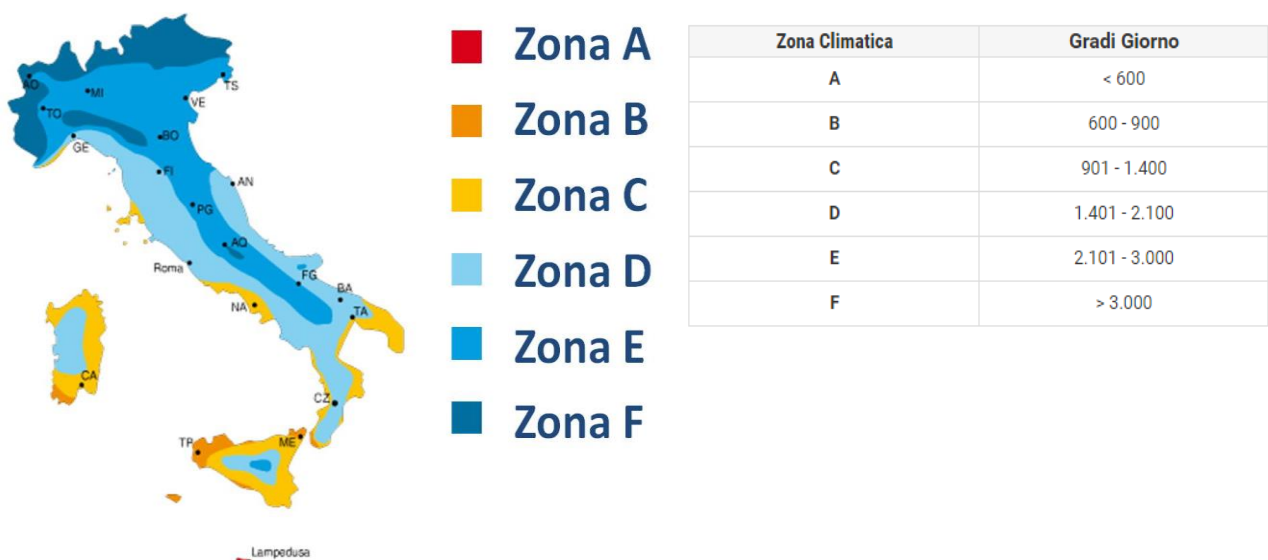 AO
MI
TS
VE
TO
BO
GE
FI
AN
PG
AQ
Roma
FG
BA
NA
TA
CA
CZ
TP
ME
Lampedusa
Zona A
Zona B
Zona C
Zona D
Zona E
Zona F
Zona Climatica Gradi Giorno
A < 600
B 600 - 900
C 901 - 1.400
D 1.401 - 2.100
E 2.101 - 3.000
F > 3.000